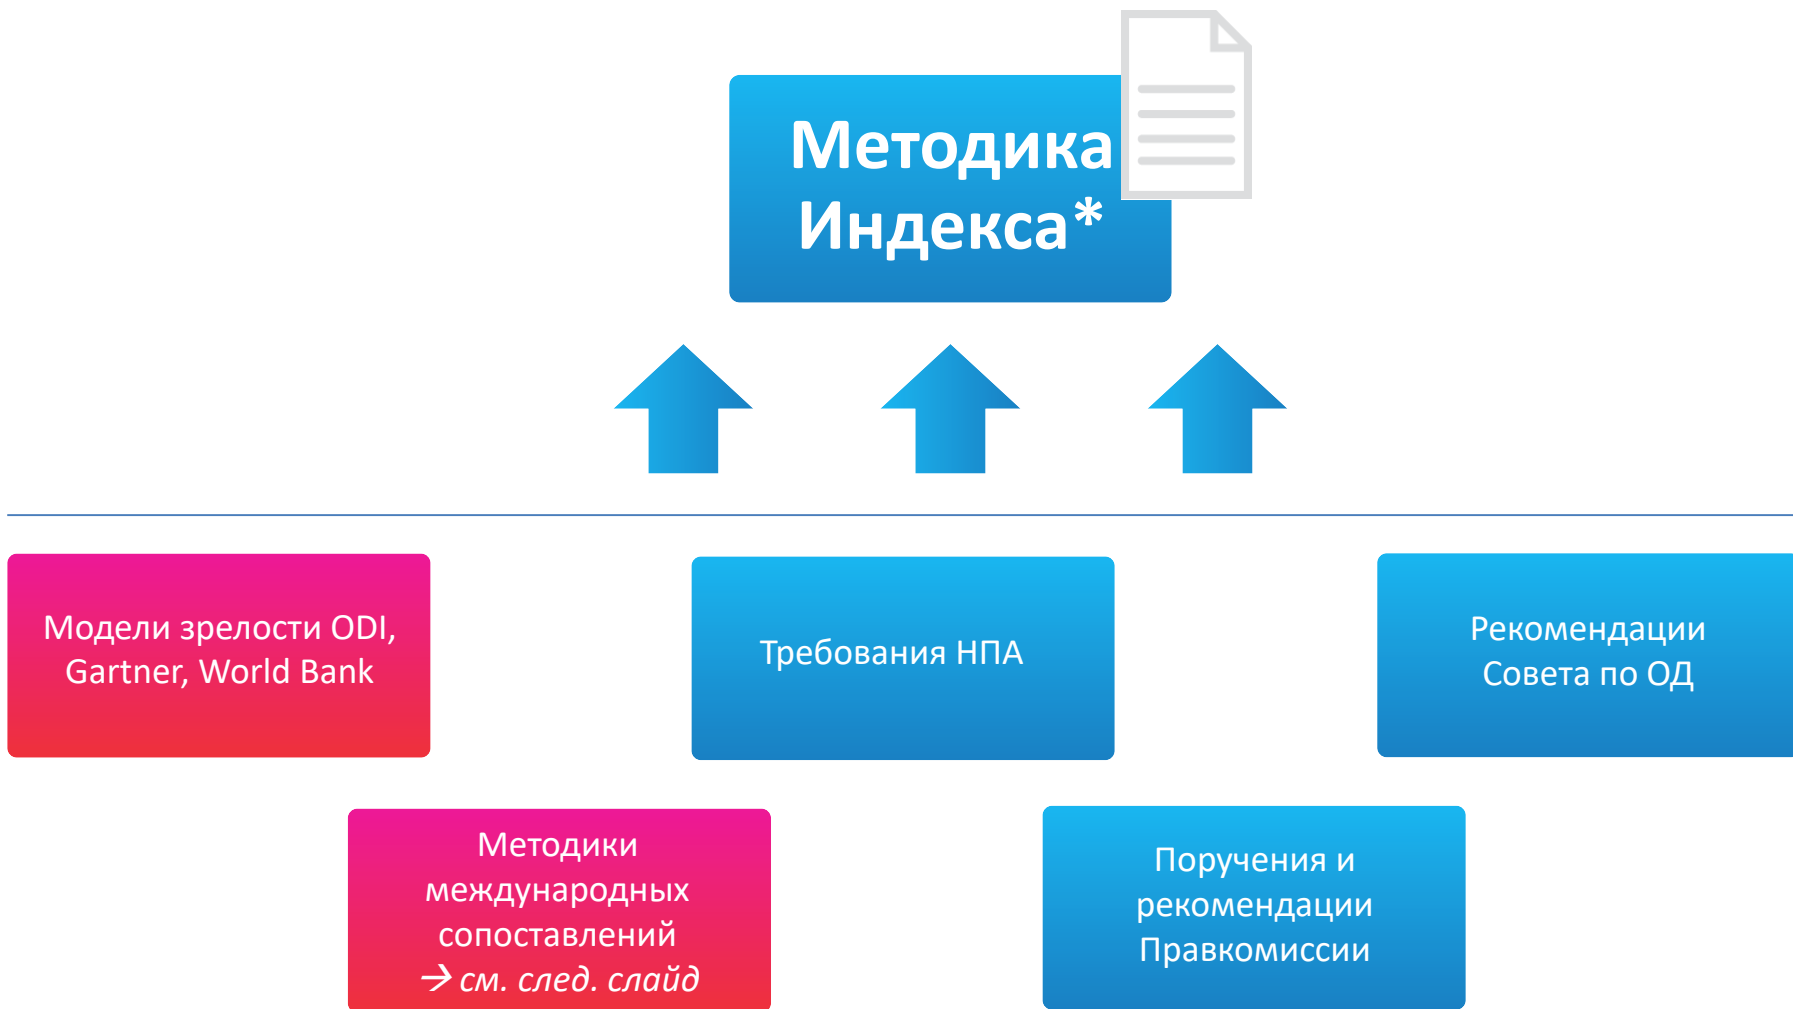 Методика
Индекса*
Модели зрелости ODI,
Gartner, World Bank
Требования НПА
Рекомендации
Совета по ОД
Методики
международных
сопоставлений
→ см. след. слайд
Поручения и
рекомендации
Правкомиссии